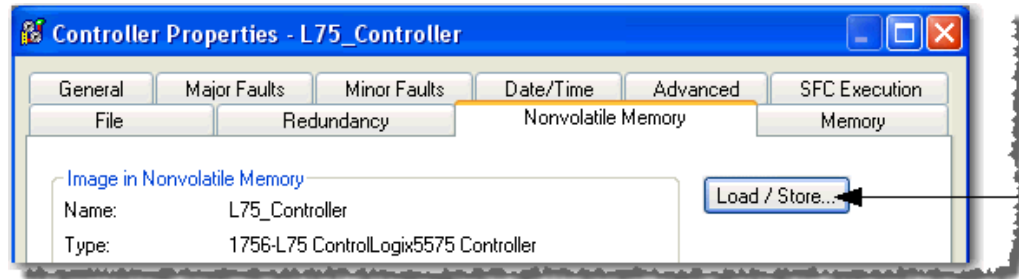 Controller Properties - L75_Controller
General Major Faults Minor Faults Date/Time Advanced SFC Execution
File Redundancy Nonvolatile Memory Memory
Image in Nonvolatile Memory
Load / Store...
Name: L75_Controller
Type: 1756-L75 ControlLogix5575 Controller